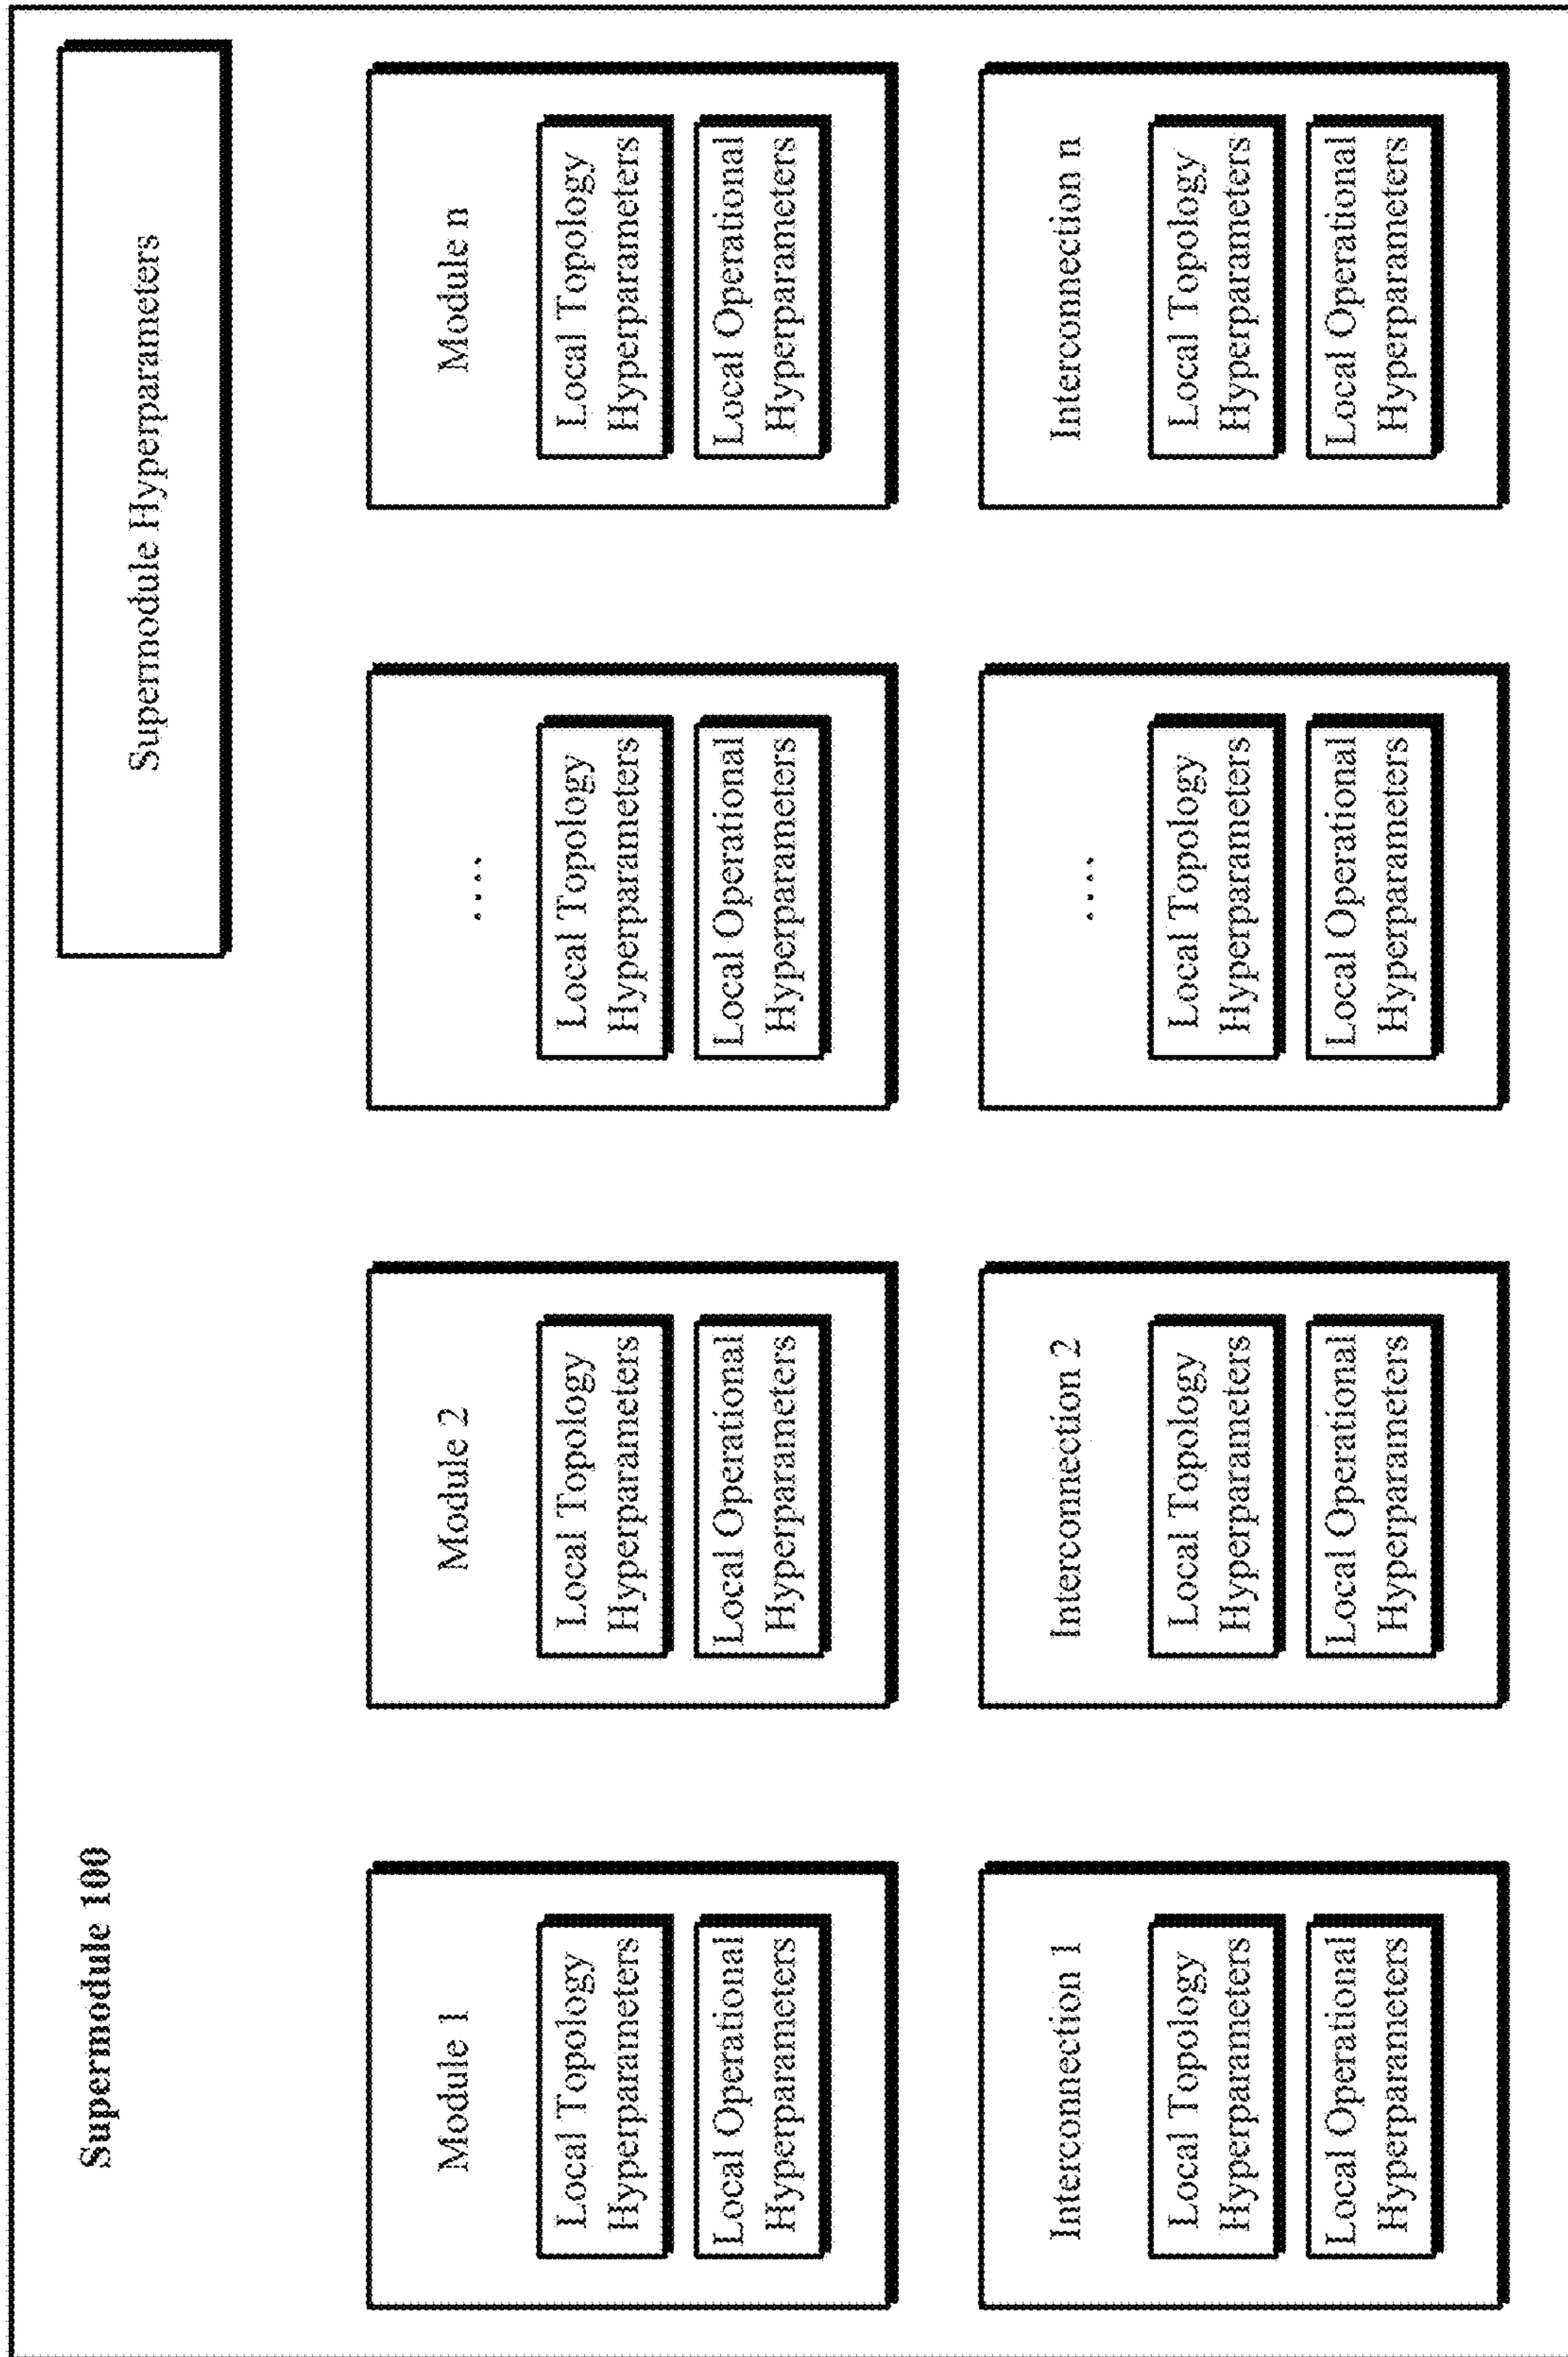 Supermodule 100
Supermodule Hyperparameters
Module 1
Local Topology
Hyperparameters
Local Operational
Hyperparameters
Module 2
Local Topology
Hyperparameters
Local Operational
Hyperparameters
....
Local Topology
Hyperparameters
Local Operational
Hyperparameters
Module n
Local Topology
Hyperparameters
Local Operational
Hyperparameters
Interconnection 1
Local Topology
Hyperparameters
Local Operational
Hyperparameters
Interconnection 2
Local Topology
Hyperparameters
Local Operational
Hyperparameters
....
Local Topology
Hyperparameters
Local Operational
Hyperparameters
Interconnection n
Local Topology
Hyperparameters
Local Operational
Hyperparameters